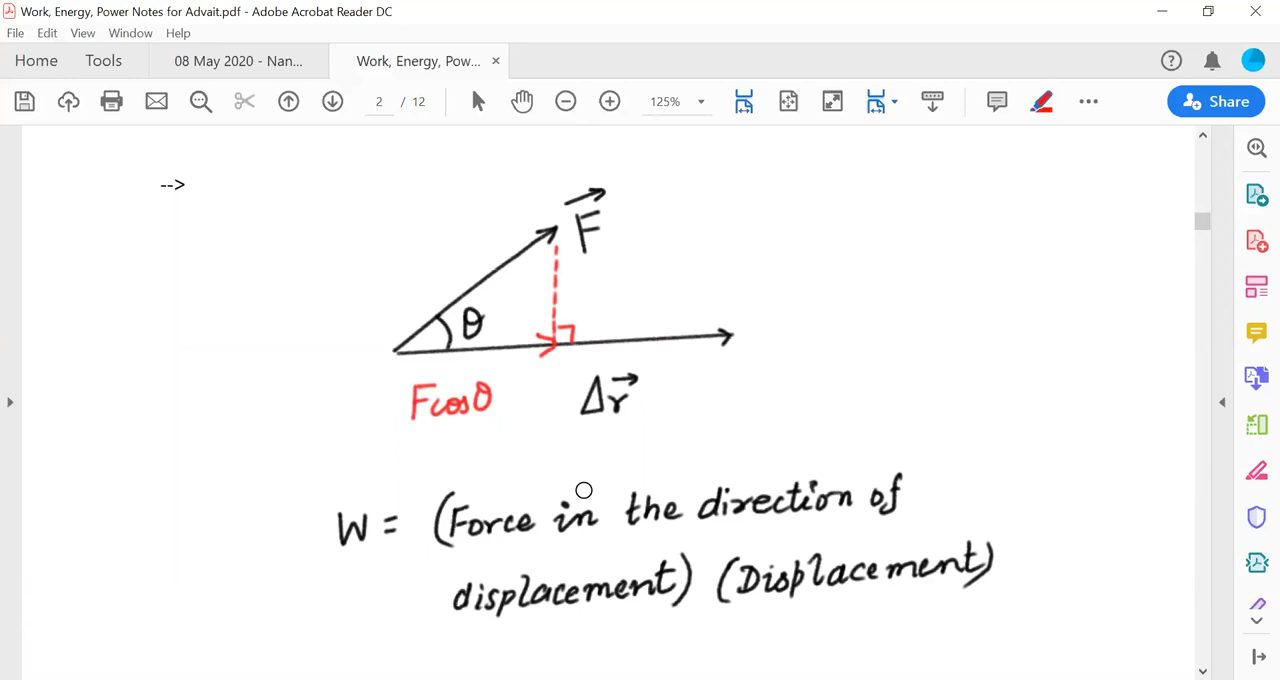 Work, Energy, Power Notes for Advait.pdf - Adobe Acrobat Reader DC
File Edit View Window Help
Home Tools 08 May 2020 - Nan... Work, Energy, Pow... ×
2 / 12 125% Share
-->
F⃗
θ
Fcosθ Δr⃗
W = (Force in the direction of
displacement) (Displacement)